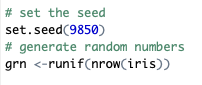 # set the seed
set.seed(9850)
# generate random numbers
grn <-runif(nrow(iris))